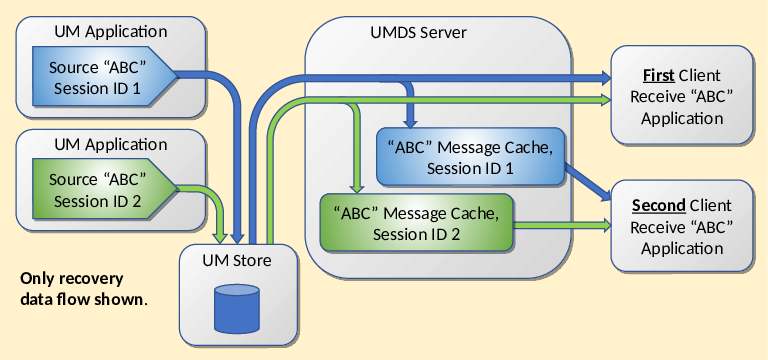 UM Application
Source “ABC”
Session ID 1
UM Application
Source “ABC”
Session ID 2
Only recovery
data flow shown.
UM Store
UMDS Server
“ABC” Message Cache,
Session ID 1
“ABC” Message Cache,
Session ID 2
First Client
Receive “ABC”
Application
Second Client
Receive “ABC”
Application